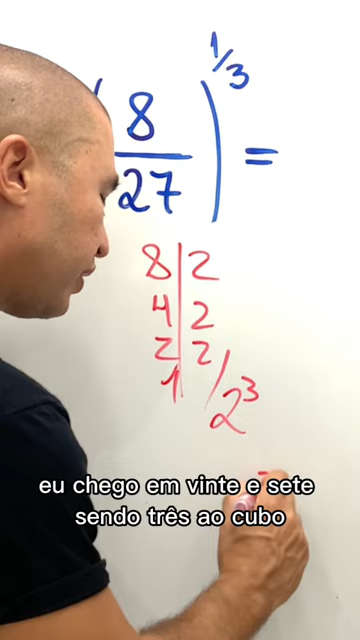 (8/27)^1/3 =
8 | 2
4 | 2
2 | 2
1 / 2³
eu chego em vinte e sete
sendo três ao cubo